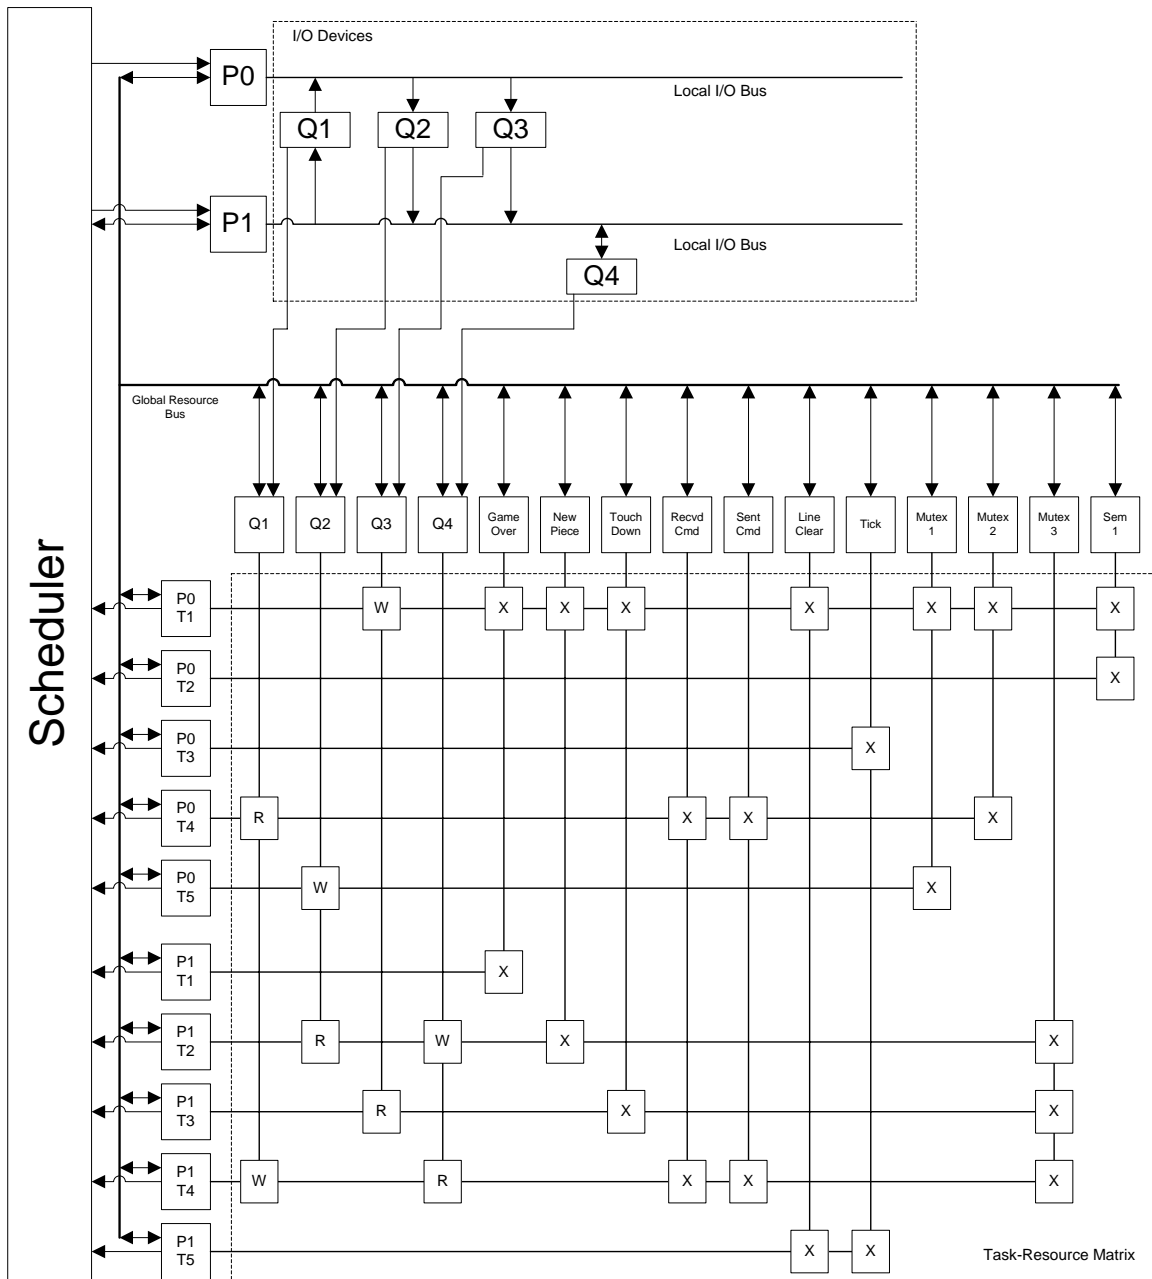 I/O Devices
P0
Local I/O Bus
Q1
Q2
Q3
P1
Local I/O Bus
Q4
Global Resource
Bus
Scheduler
Q1
Q2
Q3
Q4
Game
Over
New
Piece
Touch
Down
Recvd
Cmd
Sent
Cmd
Line
Clear
Tick
Mutex
1
Mutex
2
Mutex
3
Sem
1
P0
T1
W
X
X
X
X
X
X
X
P0
T2
X
P0
T3
X
P0
T4
R
X
X
X
P0
T5
W
X
P1
T1
X
P1
T2
R
W
X
X
P1
T3
R
X
X
P1
T4
W
R
X
X
X
P1
T5
X
X
Task-Resource Matrix